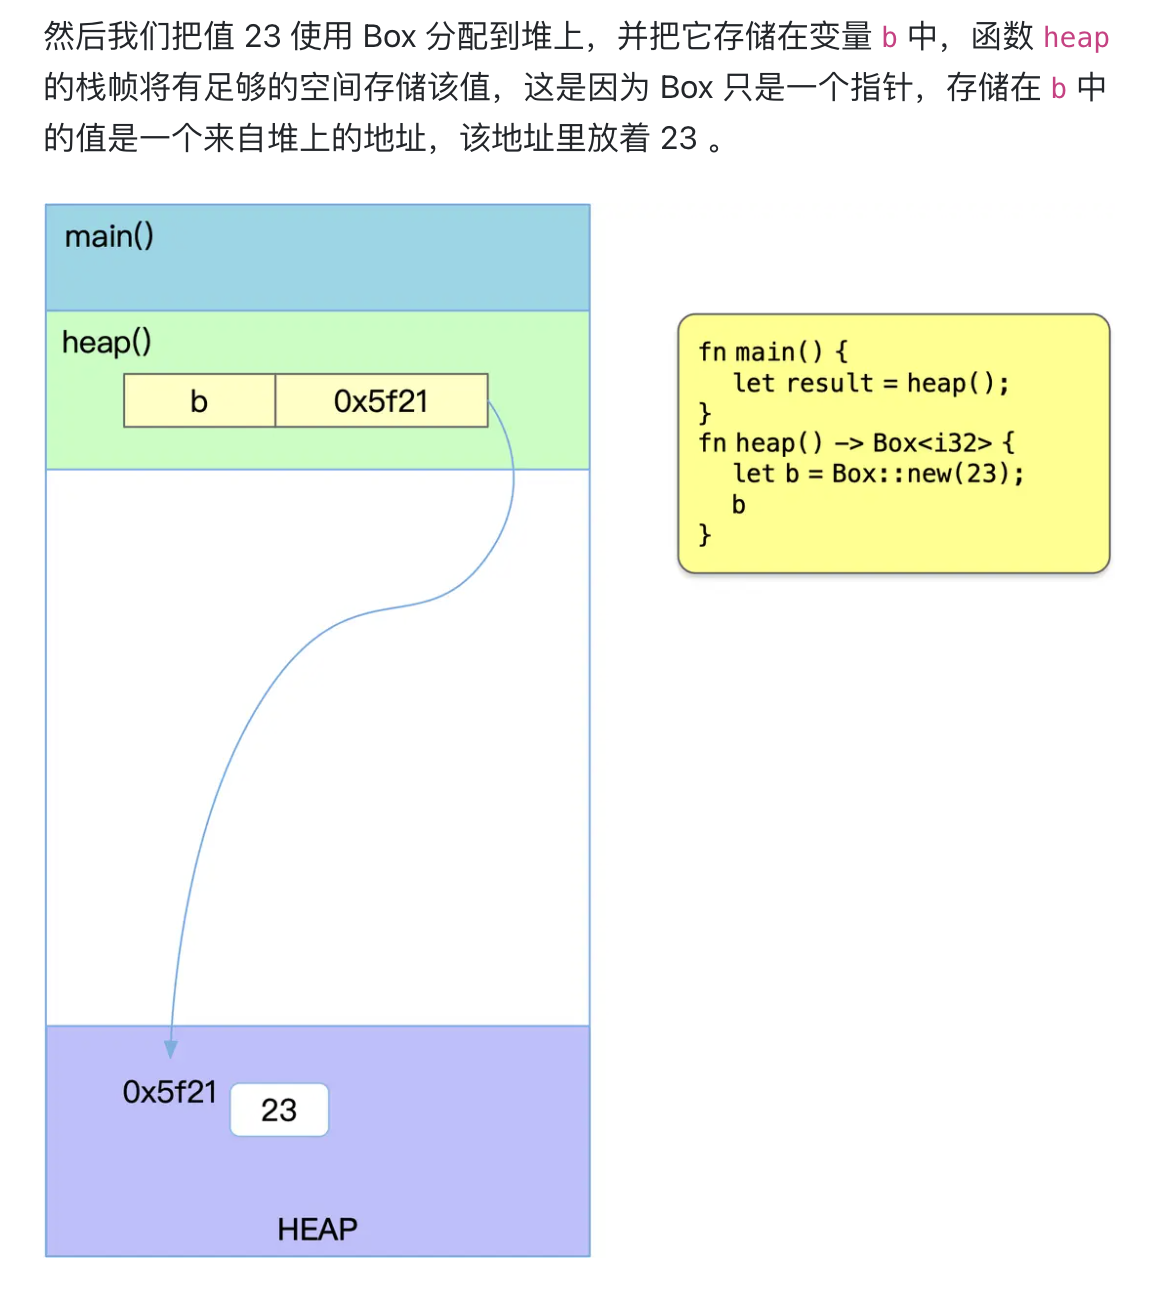 然后我们把值 23 使用 Box 分配到堆上，并把它存储在变量 b 中，函数 heap
的栈帧将有足够的空间存储该值，这是因为 Box 只是一个指针，存储在 b 中
的值是一个来自堆上的地址，该地址里放着 23 。
main()
heap()
b 0x5f21
fn main() {
let result = heap();
}
fn heap() -> Box<i32> {
let b = Box::new(23);
b
}
0x5f21
23
HEAP